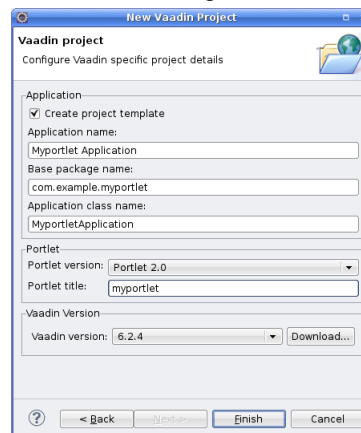 New Vaadin Project
Vaadin project
Configure Vaadin specific project details
Application
Create project template
Application name:
Myportlet Application
Base package name:
com.example.myportlet
Application class name:
MyportletApplication
Portlet
Portlet version: Portlet 2.0
Portlet title: myportlet
Vaadin Version
Vaadin version: 6.2.4 Download...
? < Back Next > Finish Cancel